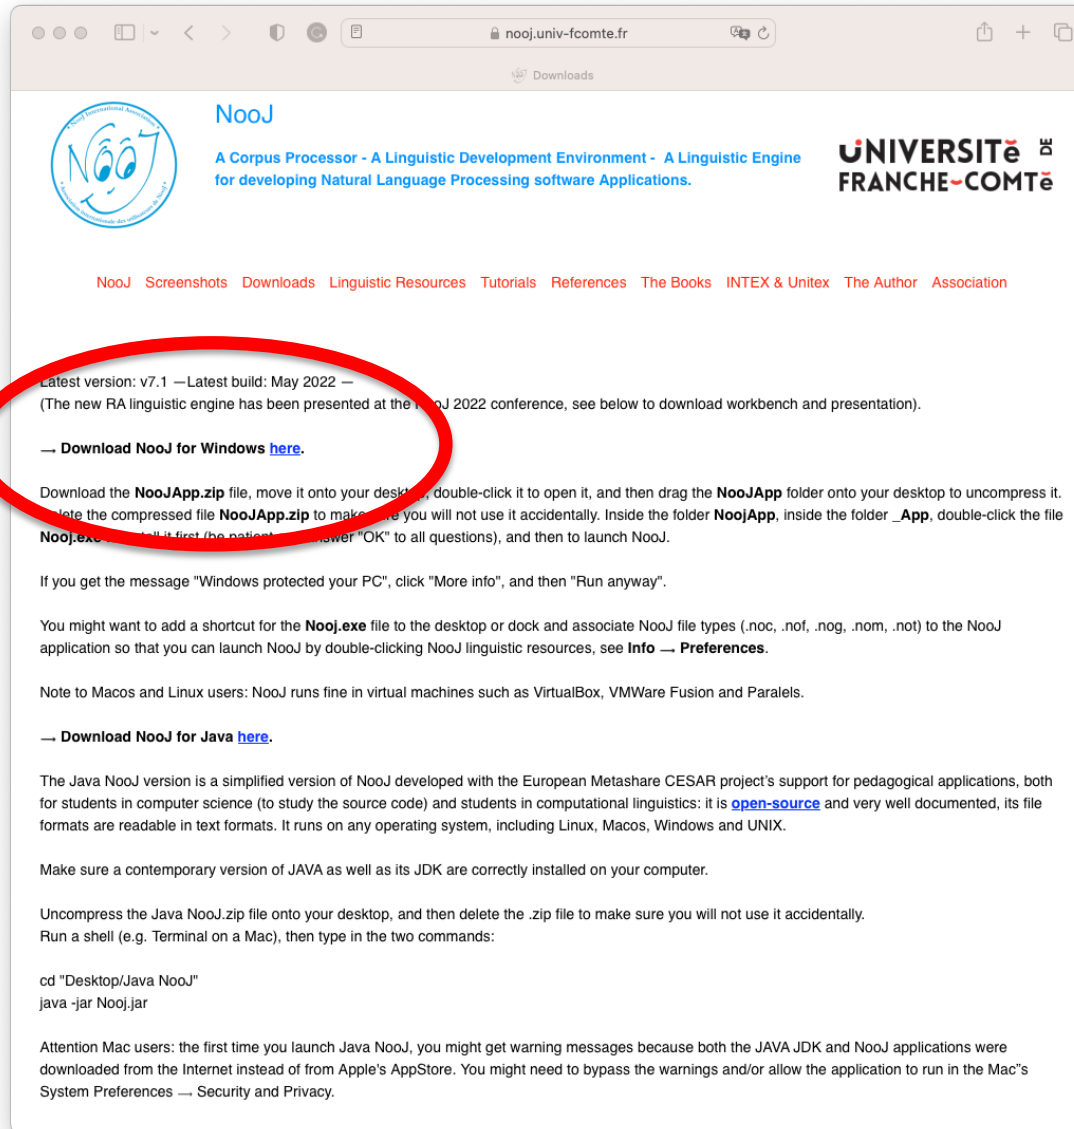 nooj.univ-fcomte.fr
Downloads
NooJ International Association
NooJ
Association internationale des utilisateurs de NooJ
NooJ
A Corpus Processor - A Linguistic Development Environment - A Linguistic Engine
for developing Natural Language Processing software Applications.
UNIVERSITĕ DE
FRANCHE-COMTĕ
NooJ Screenshots Downloads Linguistic Resources Tutorials References The Books INTEX & Unitex The Author Association
Latest version: v7.1 —Latest build: May 2022 —
(The new RA linguistic engine has been presented at the NooJ 2022 conference, see below to download workbench and presentation).
→ Download NooJ for Windows here.
Download the NooJApp.zip file, move it onto your desktop, double-click it to open it, and then drag the NooJApp folder onto your desktop to uncompress it.
Delete the compressed file NooJApp.zip to make sure you will not use it accidentally. Inside the folder NoojApp, inside the folder _App, double-click the file
Nooj.exe it first (be patient answer "OK" to all questions), and then to launch NooJ.
If you get the message "Windows protected your PC", click "More info", and then "Run anyway".
You might want to add a shortcut for the Nooj.exe file to the desktop or dock and associate NooJ file types (.noc, .nof, .nog, .nom, .not) to the NooJ
application so that you can launch NooJ by double-clicking NooJ linguistic resources, see Info → Preferences.
Note to Macos and Linux users: NooJ runs fine in virtual machines such as VirtualBox, VMWare Fusion and Paralels.
→ Download NooJ for Java here.
The Java NooJ version is a simplified version of NooJ developed with the European Metashare CESAR project's support for pedagogical applications, both
for students in computer science (to study the source code) and students in computational linguistics: it is open-source and very well documented, its file
formats are readable in text formats. It runs on any operating system, including Linux, Macos, Windows and UNIX.
Make sure a contemporary version of JAVA as well as its JDK are correctly installed on your computer.
Uncompress the Java NooJ.zip file onto your desktop, and then delete the .zip file to make sure you will not use it accidentally.
Run a shell (e.g. Terminal on a Mac), then type in the two commands:
cd "Desktop/Java NooJ"
java -jar Nooj.jar
Attention Mac users: the first time you launch Java NooJ, you might get warning messages because both the JAVA JDK and NooJ applications were
downloaded from the Internet instead of from Apple's AppStore. You might need to bypass the warnings and/or allow the application to run in the Mac"s
System Preferences → Security and Privacy.